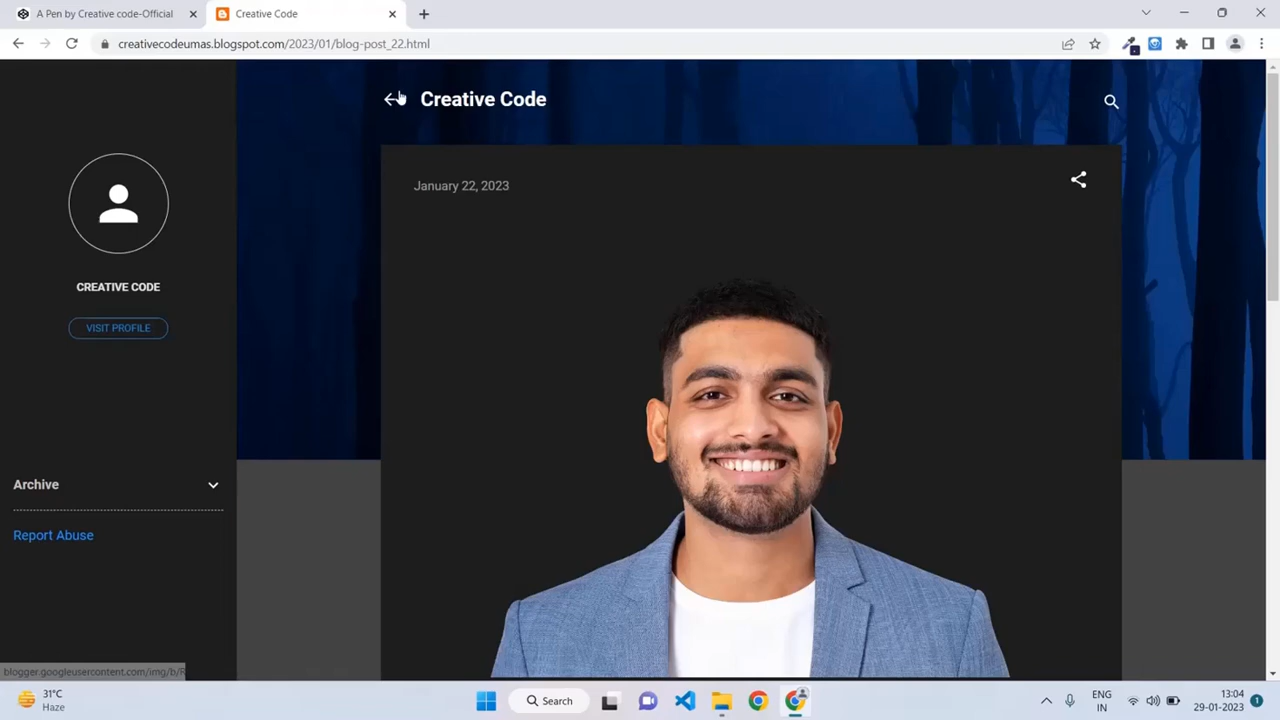 A Pen by Creative code-Official
Creative Code
creativecodeumas.blogspot.com/2023/01/blog-post_22.html
Creative Code
January 22, 2023
CREATIVE CODE
VISIT PROFILE
Archive
Report Abuse
blogger.googleusercontent.com/img/b/R
31°C
Haze
Search
ENG
IN
13:04
29-01-2023
1